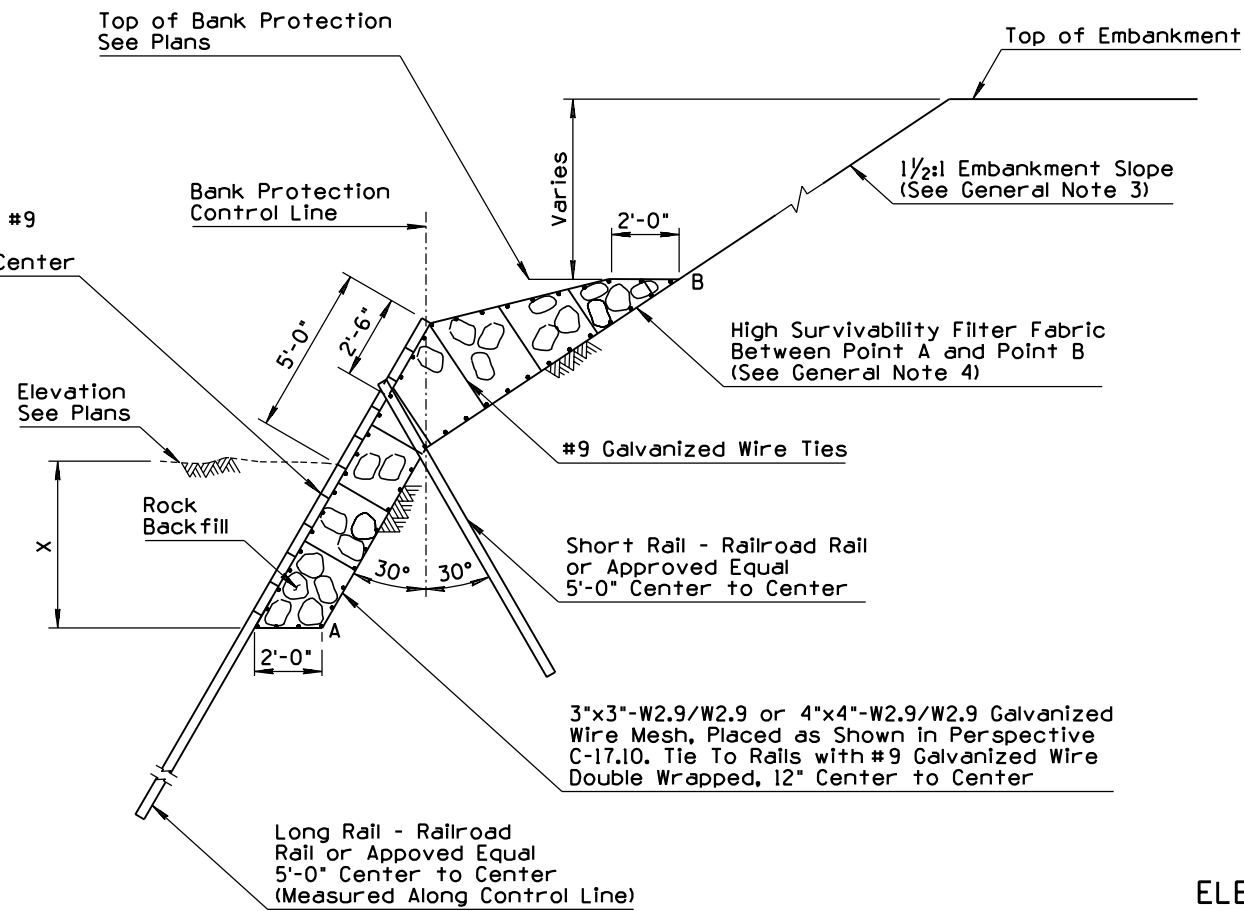 Top of Bank Protection
See Plans
Top of Embankment
Varies
1½:1 Embankment Slope
(See General Note 3)
Bank Protection
Control Line
#9
Center
2'-0"
B
5'-0"
2'-6"
High Survivability Filter Fabric
Between Point A and Point B
(See General Note 4)
Elevation
See Plans
#9 Galvanized Wire Ties
X
Rock
Backfill
30° 30°
Short Rail - Railroad Rail
or Approved Equal
5'-0" Center to Center
A
2'-0"
3"x3"-W2.9/W2.9 or 4"x4"-W2.9/W2.9 Galvanized
Wire Mesh, Placed as Shown in Perspective
C-17.10. Tie To Rails with #9 Galvanized Wire
Double Wrapped, 12" Center to Center
Long Rail - Railroad
Rail or Appoved Equal
5'-0" Center to Center
(Measured Along Control Line)
ELE